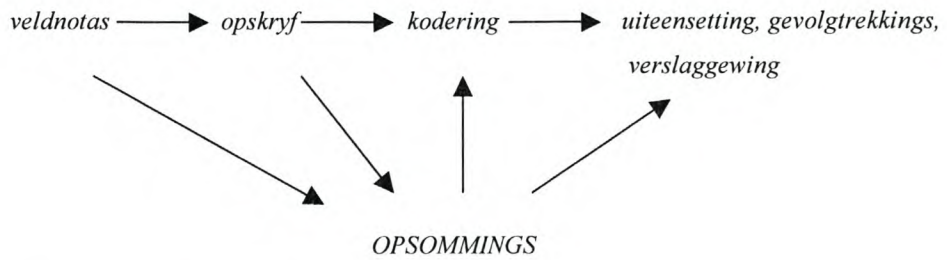 veldnotas opskryf kodering uiteensetting, gevolgtrekkings,
verslaggewing
OPSOMMINGS